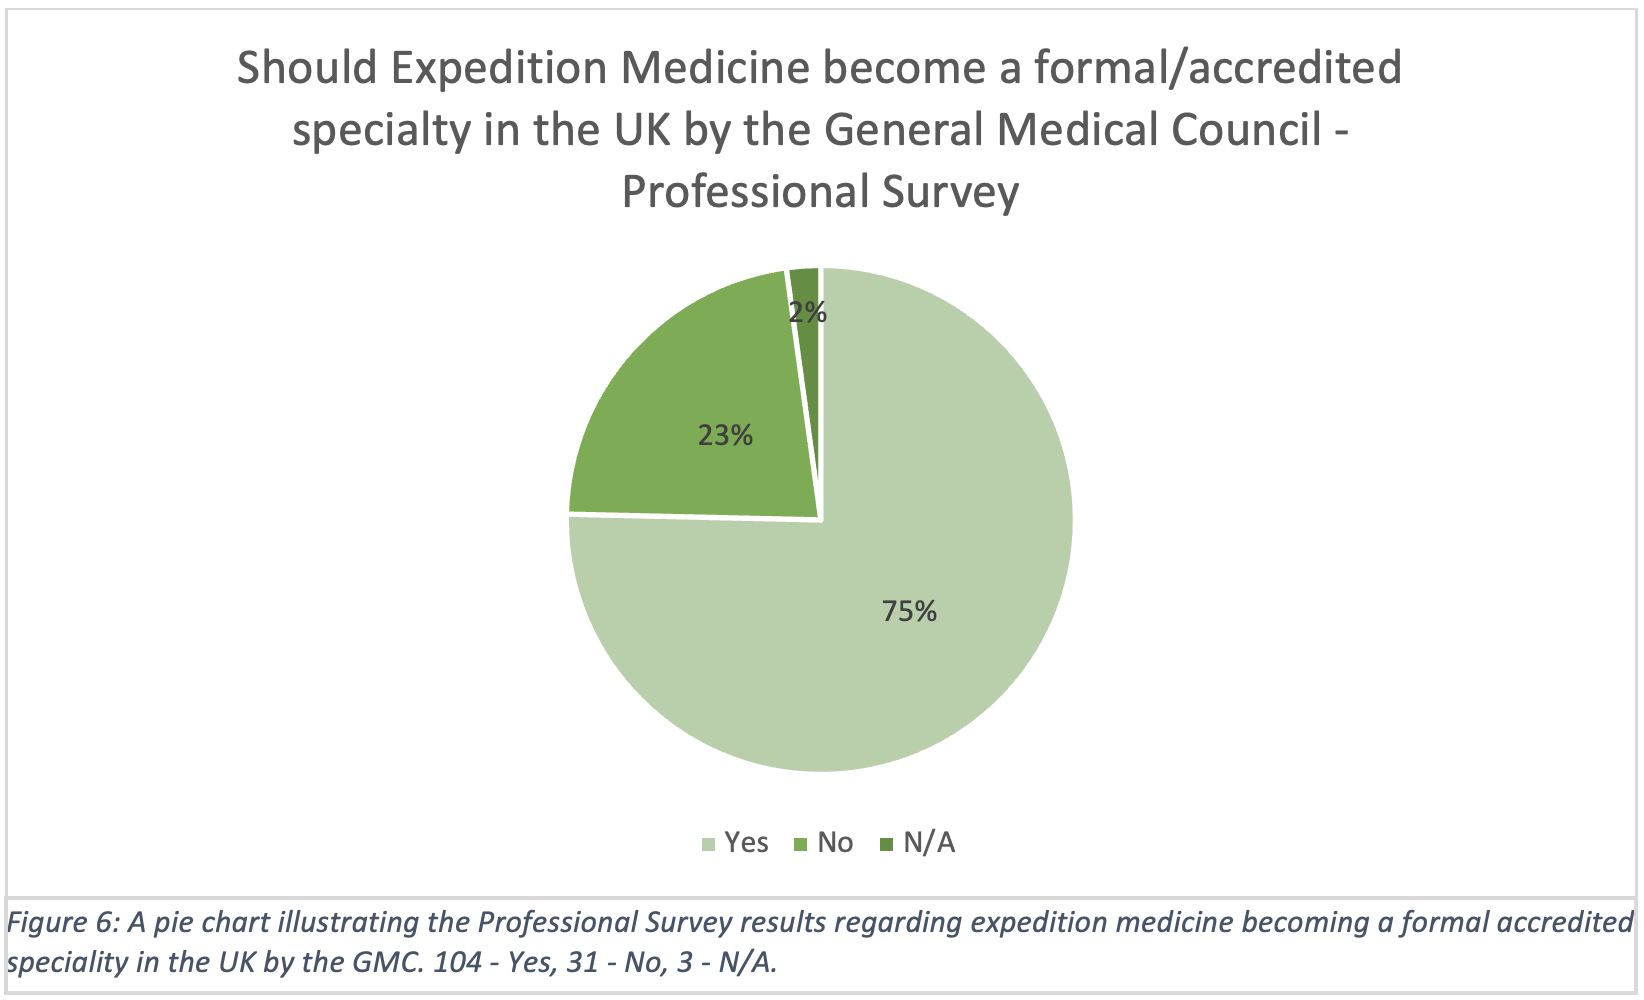 Should Expedition Medicine become a formal/accredited
specialty in the UK by the General Medical Council -
Professional Survey
2%
23%
75%
Yes No N/A
Figure 6: A pie chart illustrating the Professional Survey results regarding expedition medicine becoming a formal accredited
speciality in the UK by the GMC. 104 - Yes, 31 - No, 3 - N/A.